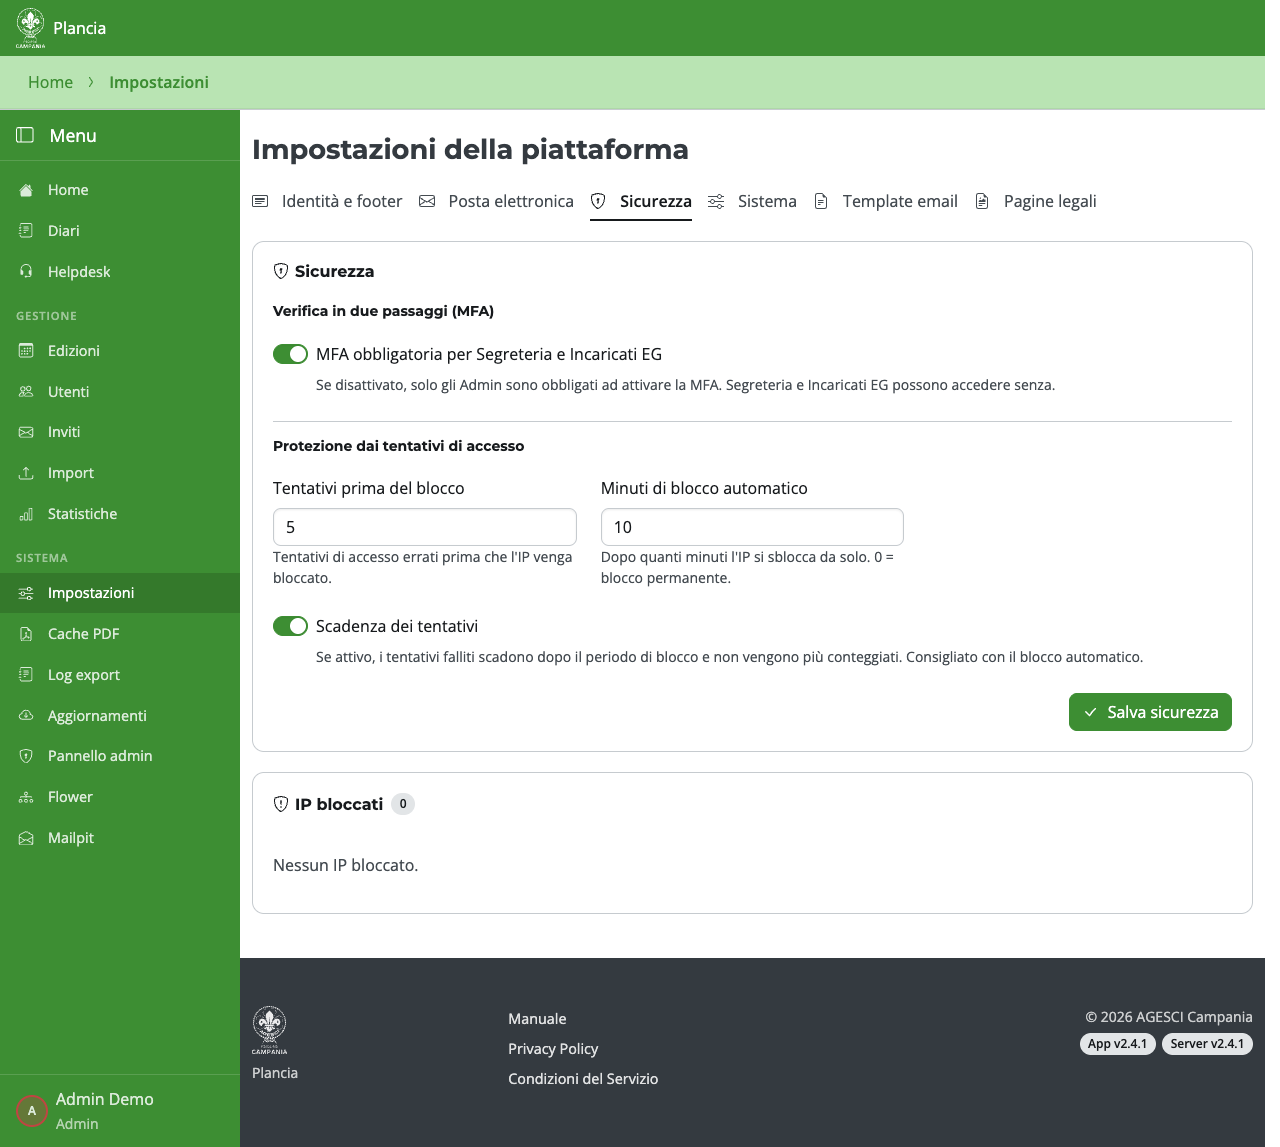 CAMPANIA
Plancia
Home
Impostazioni
Menu
Home
Diari
Helpdesk
GESTIONE
Edizioni
Utenti
Inviti
Import
Statistiche
SISTEMA
Impostazioni
Cache PDF
Log export
Aggiornamenti
Pannello admin
Flower
Mailpit
A
Admin Demo
Admin
Impostazioni della piattaforma
Identità e footer
Posta elettronica
Sicurezza
Sistema
Template email
Pagine legali
Sicurezza
Verifica in due passaggi (MFA)
MFA obbligatoria per Segreteria e Incaricati EG
Se disattivato, solo gli Admin sono obbligati ad attivare la MFA. Segreteria e Incaricati EG possono accedere senza.
Protezione dai tentativi di accesso
Tentativi prima del blocco
5
Tentativi di accesso errati prima che l'IP venga
bloccato.
Minuti di blocco automatico
10
Dopo quanti minuti l'IP si sblocca da solo. 0 =
blocco permanente.
Scadenza dei tentativi
Se attivo, i tentativi falliti scadono dopo il periodo di blocco e non vengono più conteggiati. Consigliato con il blocco automatico.
Salva sicurezza
IP bloccati 0
Nessun IP bloccato.
CAMPANIA
Plancia
Manuale
Privacy Policy
Condizioni del Servizio
© 2026 AGESCI Campania
App v2.4.1
Server v2.4.1